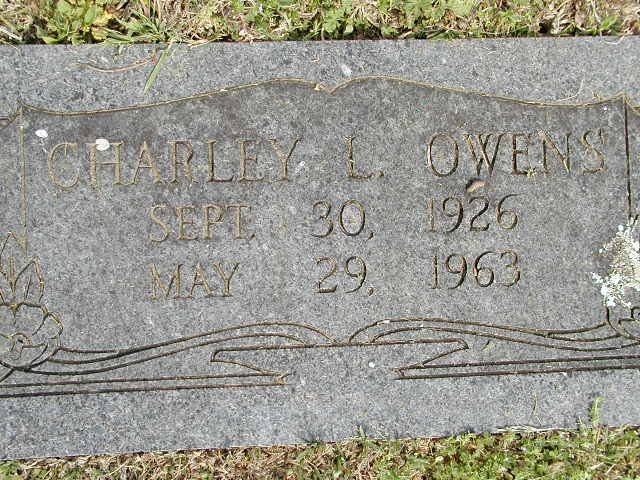 CHARLEY L. OWENS
SEPT. 30, 1926
MAY 29, 1963